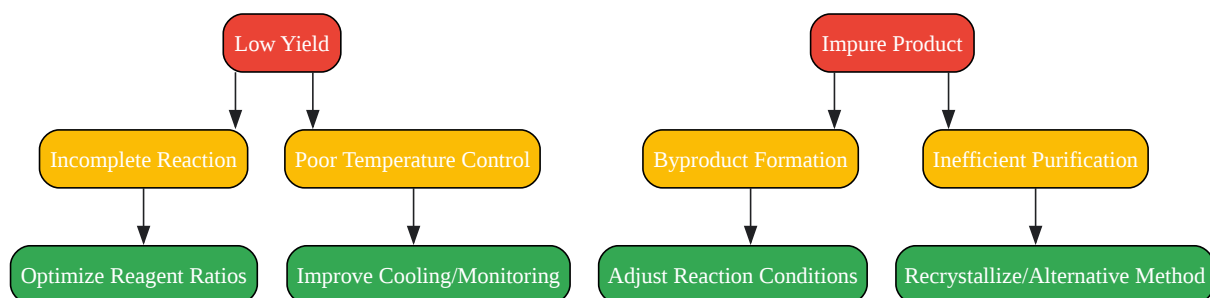 Low Yield
Impure Product
Incomplete Reaction
Poor Temperature Control
Byproduct Formation
Inefficient Purification
Optimize Reagent Ratios
Improve Cooling/Monitoring
Adjust Reaction Conditions
Recrystallize/Alternative Method